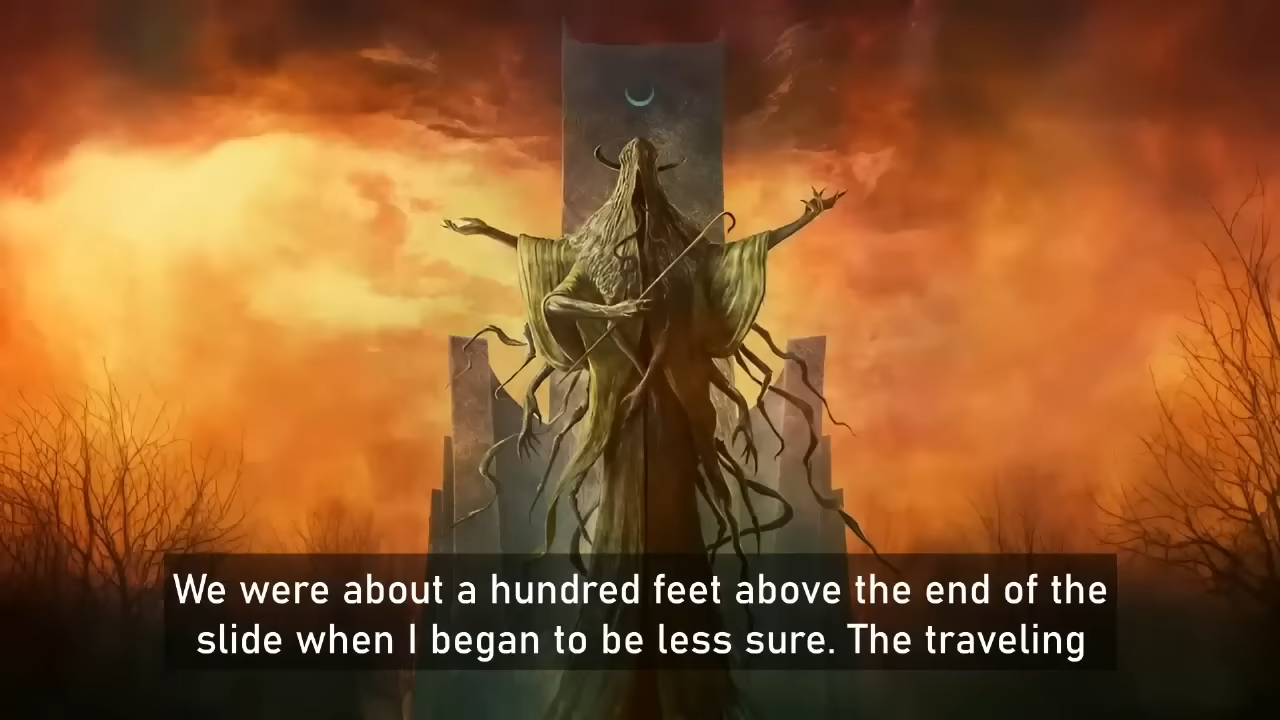 We were about a hundred feet above the end of the
slide when I began to be less sure. The traveling